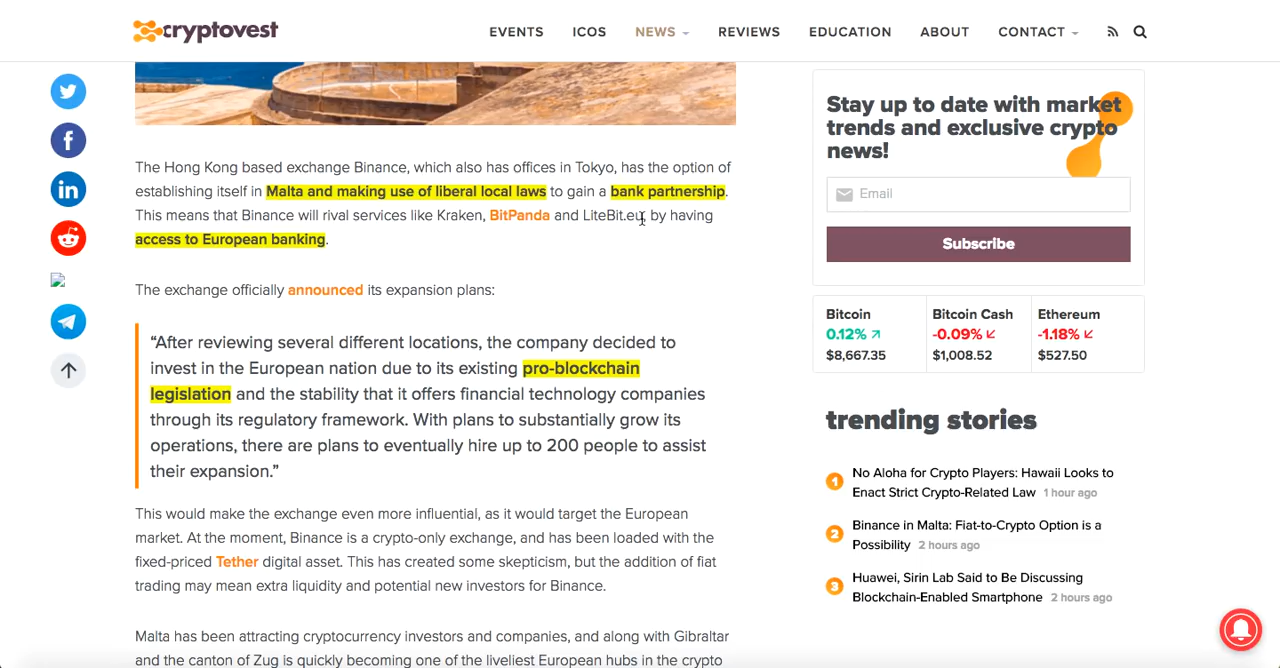 cryptovest
EVENTS ICOS NEWS REVIEWS EDUCATION ABOUT CONTACT
The Hong Kong based exchange Binance, which also has offices in Tokyo, has the option of
establishing itself in Malta and making use of liberal local laws to gain a bank partnership.
This means that Binance will rival services like Kraken, BitPanda and LiteBit.eu, by having
access to European banking.
The exchange officially announced its expansion plans:
“After reviewing several different locations, the company decided to
invest in the European nation due to its existing pro-blockchain
legislation and the stability that it offers financial technology companies
through its regulatory framework. With plans to substantially grow its
operations, there are plans to eventually hire up to 200 people to assist
their expansion.”
This would make the exchange even more influential, as it would target the European
market. At the moment, Binance is a crypto-only exchange, and has been loaded with the
fixed-priced Tether digital asset. This has created some skepticism, but the addition of fiat
trading may mean extra liquidity and potential new investors for Binance.
Malta has been attracting cryptocurrency investors and companies, and along with Gibraltar
and the canton of Zug is quickly becoming one of the liveliest European hubs in the crypto
Stay up to date with market
trends and exclusive crypto
news!
Email
Subscribe
Bitcoin Bitcoin Cash Ethereum
0.12% -0.09% -1.18%
$8,667.35 $1,008.52 $527.50
trending stories
1 No Aloha for Crypto Players: Hawaii Looks to
Enact Strict Crypto-Related Law 1 hour ago
2 Binance in Malta: Fiat-to-Crypto Option is a
Possibility 2 hours ago
3 Huawei, Sirin Lab Said to Be Discussing
Blockchain-Enabled Smartphone 2 hours ago